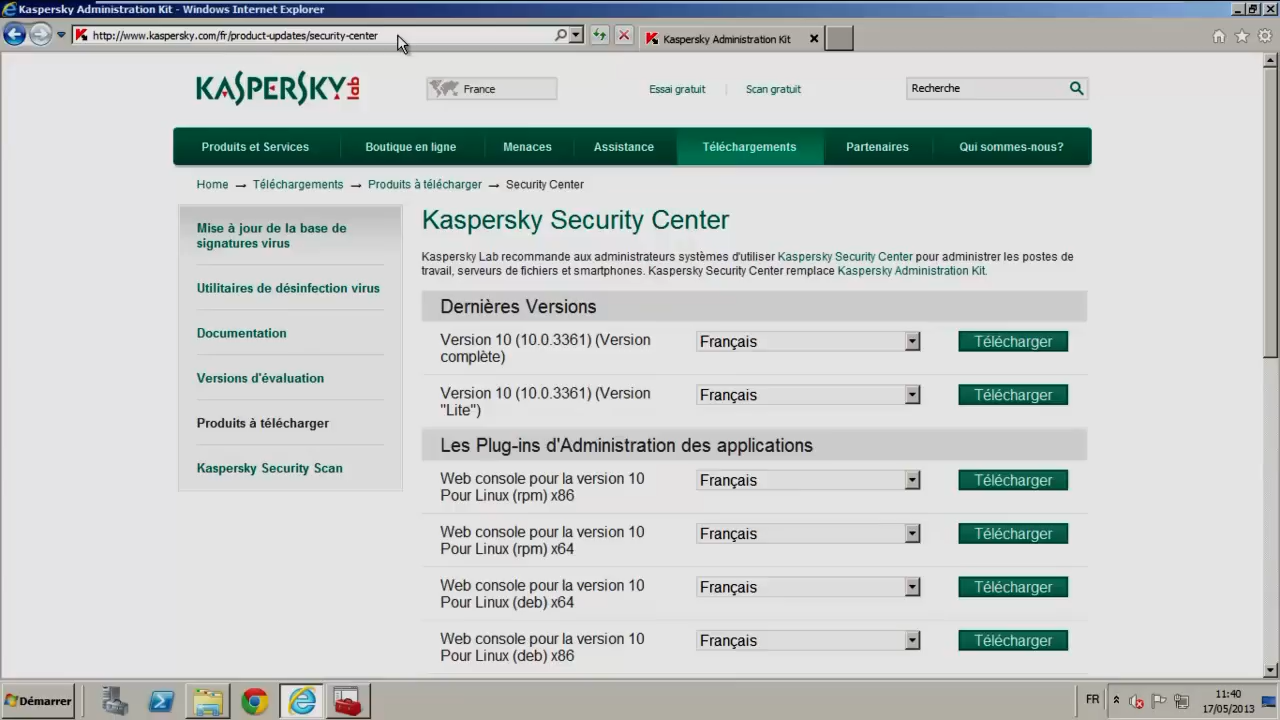 Kaspersky Administration Kit - Windows Internet Explorer
http://www.kaspersky.com/fr/product-updates/security-center
Kaspersky Administration Kit
KASPERSKY lab
France
Essai gratuit
Scan gratuit
Recherche
Produits et Services
Boutique en ligne
Menaces
Assistance
Téléchargements
Partenaires
Qui sommes-nous?
Home → Téléchargements → Produits à télécharger → Security Center
Mise à jour de la base de
signatures virus
Utilitaires de désinfection virus
Documentation
Versions d'évaluation
Produits à télécharger
Kaspersky Security Scan
Kaspersky Security Center
Kaspersky Lab recommande aux administrateurs systèmes d'utiliser Kaspersky Security Center pour administrer les postes de
travail, serveurs de fichiers et smartphones. Kaspersky Security Center remplace Kaspersky Administration Kit.
Dernières Versions
Version 10 (10.0.3361) (Version
complète)
Français
Télécharger
Version 10 (10.0.3361) (Version
"Lite")
Français
Télécharger
Les Plug-ins d'Administration des applications
Web console pour la version 10
Pour Linux (rpm) x86
Français
Télécharger
Web console pour la version 10
Pour Linux (rpm) x64
Français
Télécharger
Web console pour la version 10
Pour Linux (deb) x64
Français
Télécharger
Web console pour la version 10
Pour Linux (deb) x86
Français
Télécharger
Démarrer
FR
11:40
17/05/2013